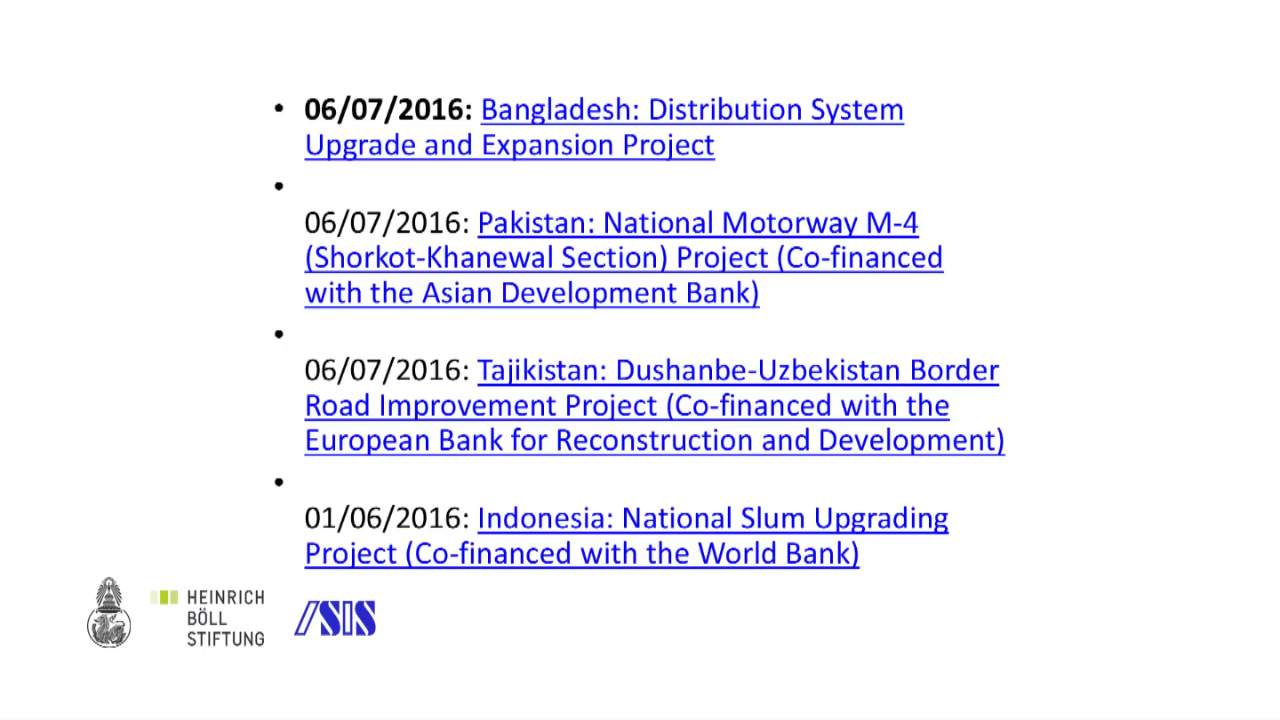 • 06/07/2016: Bangladesh: Distribution System
Upgrade and Expansion Project
•
06/07/2016: Pakistan: National Motorway M-4
(Shorkot-Khanewal Section) Project (Co-financed
with the Asian Development Bank)
•
06/07/2016: Tajikistan: Dushanbe-Uzbekistan Border
Road Improvement Project (Co-financed with the
European Bank for Reconstruction and Development)
•
01/06/2016: Indonesia: National Slum Upgrading
Project (Co-financed with the World Bank)
HEINRICH
BÖLL
STIFTUNG
ISIS